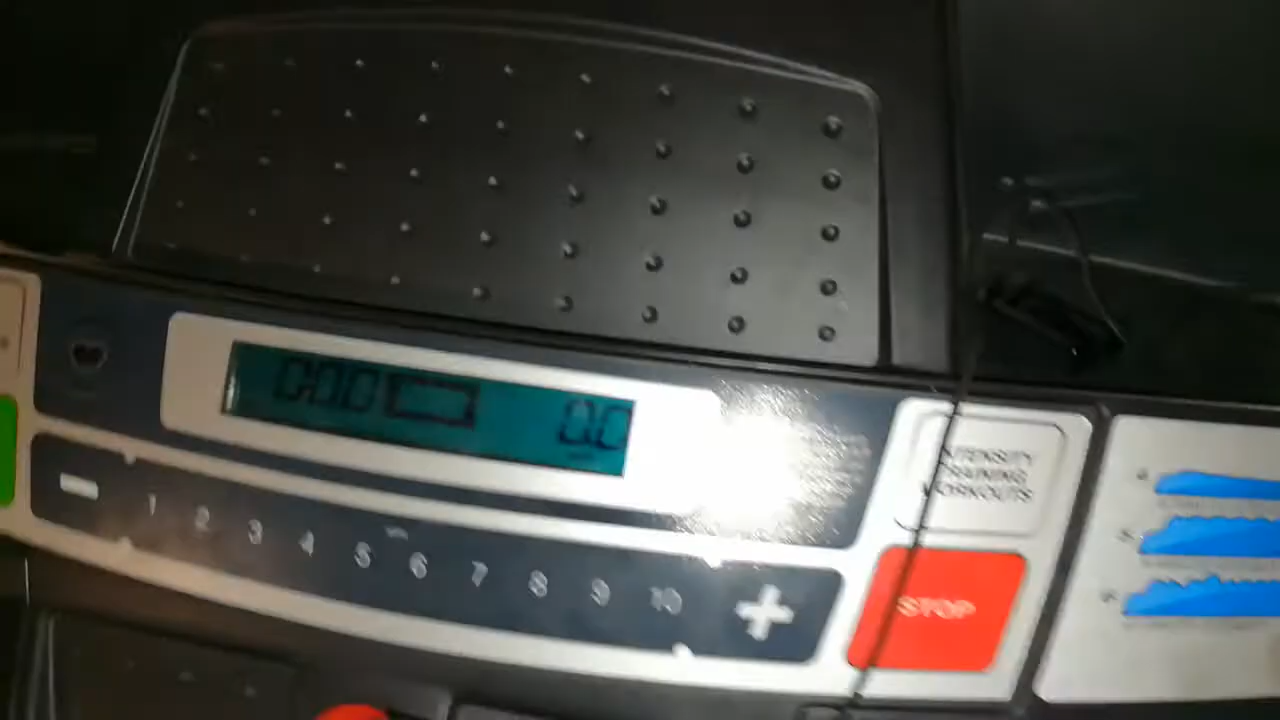 0:00 0.0
1 2 3 4 5 6 7 8 9 10
INTENSITY
TRAINING
WORKOUTS
STOP